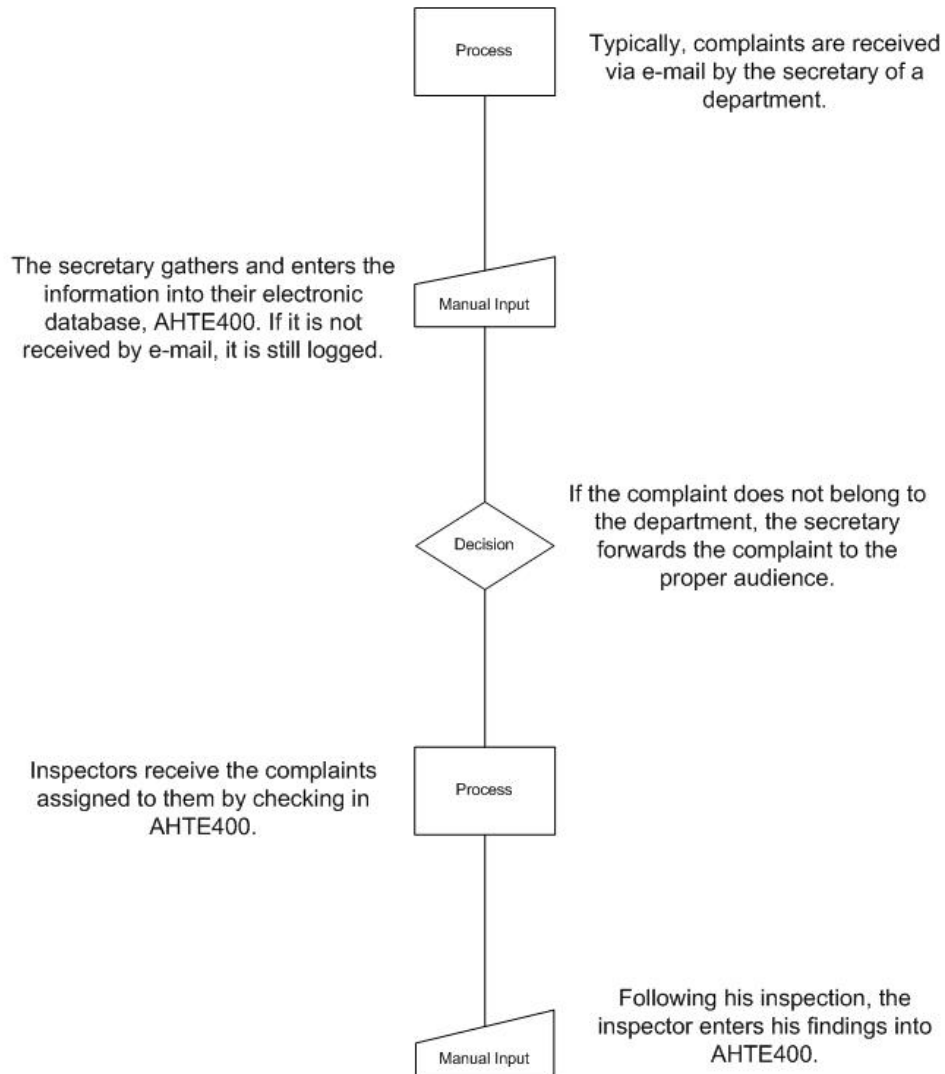 Process
Typically, complaints are received
via e-mail by the secretary of a
department.
The secretary gathers and enters the
information into their electronic
database, AHTE400. If it is not
received by e-mail, it is still logged.
Manual Input
If the complaint does not belong to
the department, the secretary
forwards the complaint to the
proper audience.
Decision
Inspectors receive the complaints
assigned to them by checking in
AHTE400.
Process
Following his inspection, the
inspector enters his findings into
AHTE400.
Manual Input